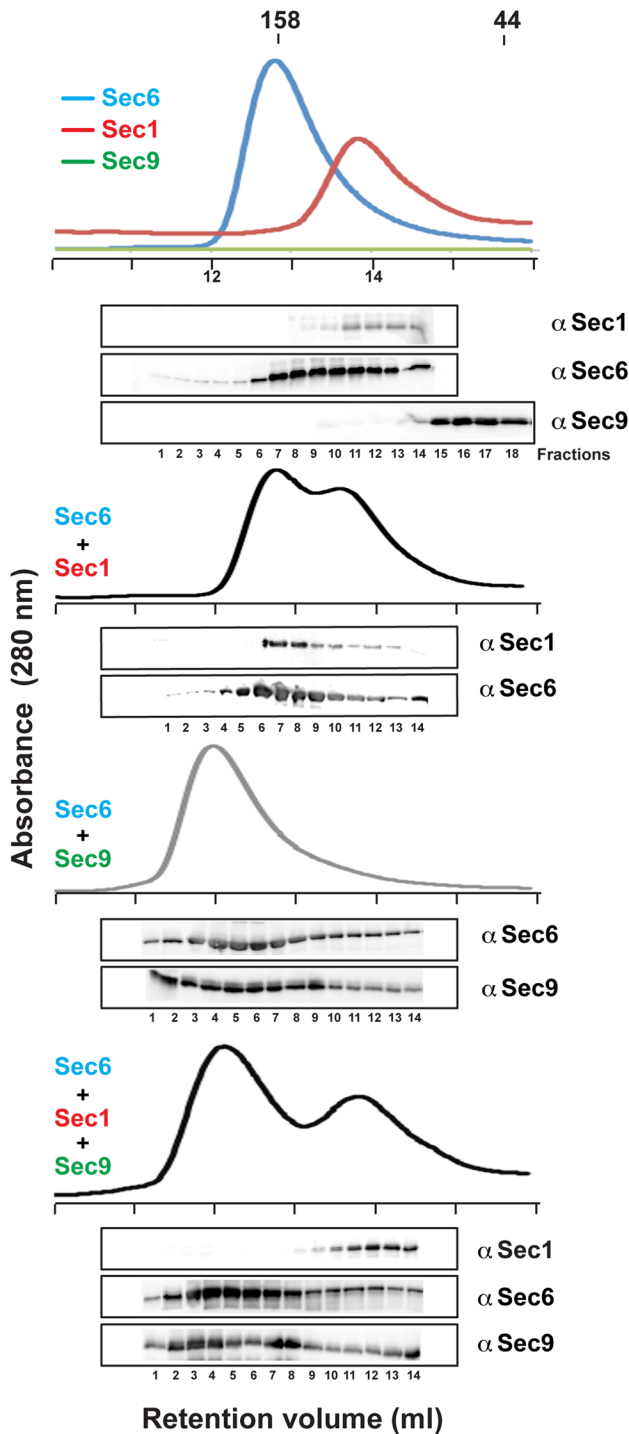 158 44
Sec6
Sec1
Sec9
12 14
α Sec1
α Sec6
α Sec9
1 2 3 4 5 6 7 8 9 10 11 12 13 14 15 16 17 18 Fractions
Sec6
+
Sec1
α Sec1
α Sec6
1 2 3 4 5 6 7 8 9 10 11 12 13 14
Absorbance (280 nm)
Sec6
+
Sec9
α Sec6
α Sec9
1 2 3 4 5 6 7 8 9 10 11 12 13 14
Sec6
+
Sec1
+
Sec9
α Sec1
α Sec6
α Sec9
1 2 3 4 5 6 7 8 9 10 11 12 13 14
Retention volume (ml)